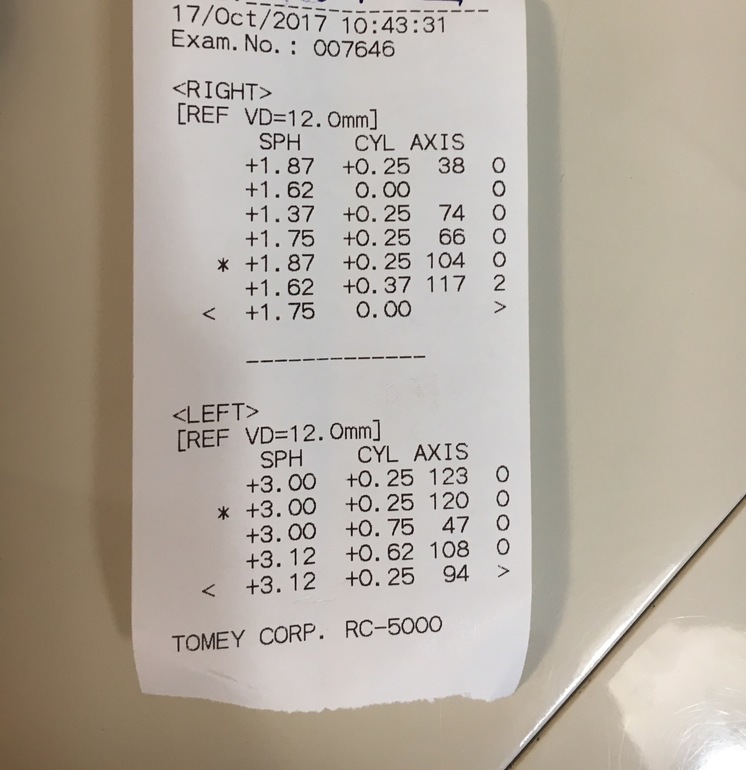 17/Oct/2017 10:43:31
Exam.No.: 007646
<RIGHT>
[REF VD=12.0mm]
SPH CYL AXIS
+1.87 +0.25 38 0
+1.62 0.00 0
+1.37 +0.25 74 0
+1.75 +0.25 66 0
* +1.87 +0.25 104 0
+1.62 +0.37 117 2
< +1.75 0.00 >
-------------
<LEFT>
[REF VD=12.0mm]
SPH CYL AXIS
+3.00 +0.25 123 0
* +3.00 +0.25 120 0
+3.00 +0.75 47 0
+3.12 +0.62 108 0
< +3.12 +0.25 94 >
TOMEY CORP. RC-5000